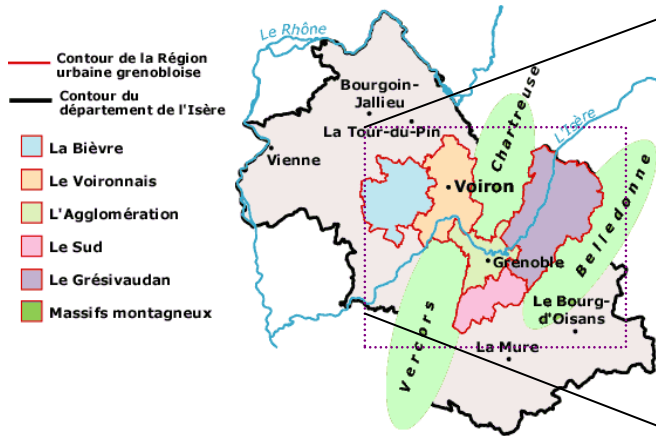 Contour de la Région
urbaine grenobloise
Contour du
département de l'Isère
La Bièvre
Le Voironnais
L'Agglomération
Le Sud
Le Grésivaudan
Massifs montagneux
Le Rhône
Bourgoin-
Jallieu
La Tour-du-Pin
Vienne
Chartreuse
L'Isère
Voiron
Belledonne
Grenoble
Vercors
Le Bourg-
d'Oisans
La Mure